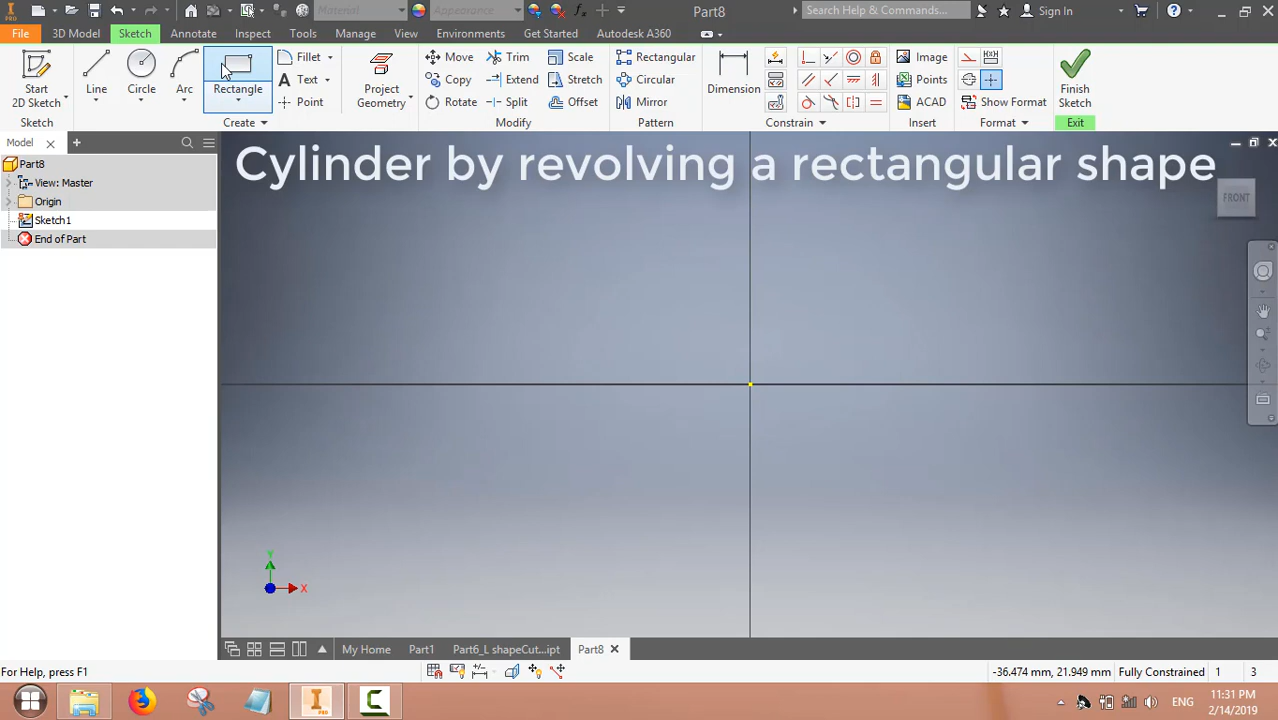 PRO
Material
Appearance
Part8
Search Help & Commands...
Sign In
File
3D Model
Sketch
Annotate
Inspect
Tools
Manage
View
Environments
Get Started
Autodesk A360
Start
2D Sketch
Line
Circle
Arc
Rectangle
Fillet
Text
Point
Project
Geometry
Move
Copy
Rotate
Trim
Extend
Split
Scale
Stretch
Offset
Rectangular
Circular
Mirror
Dimension
Image
Points
ACAD
Show Format
Finish
Sketch
Sketch
Create
Modify
Pattern
Constrain
Insert
Format
Exit
Model
Part8
View: Master
Origin
Sketch1
End of Part
Cylinder by revolving a rectangular shape
FRONT
Y
X
My Home
Part1
Part6_L shapeCut...ipt
Part8
For Help, press F1
-36.474 mm, 21.949 mm
Fully Constrained
1
3
ENG
11:31 PM
2/14/2019